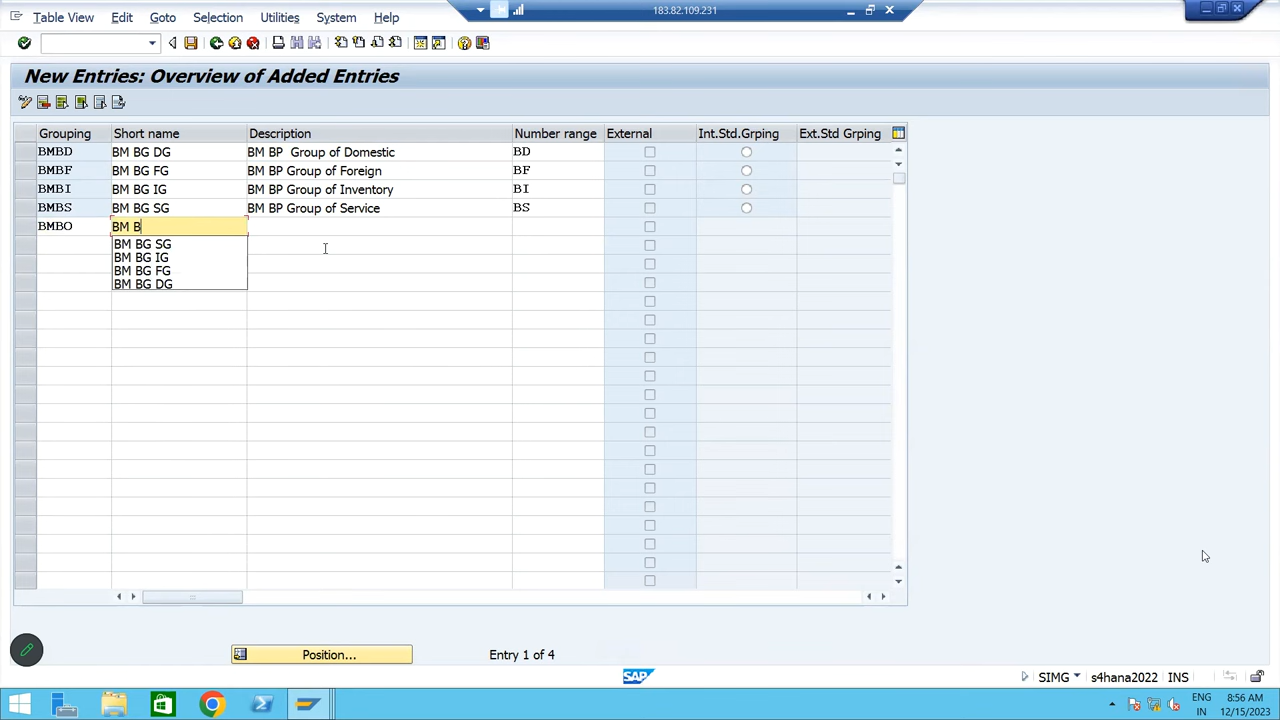 Table View Edit Goto Selection Utilities System Help
183.82.109.231
New Entries: Overview of Added Entries
Grouping Short name Description Number range External Int.Std.Grping Ext.Std Grping
BMBD BM BG DG BM BP  Group of Domestic BD
BMBF BM BG FG BM BP Group of Foreign BF
BMBI BM BG IG BM BP Group of Inventory BI
BMBS BM BG SG BM BP Group of Service BS
BMBO BM B
BM BG SG
BM BG IG
BM BG FG
BM BG DG
Position... Entry 1 of 4
SAP SIMG s4hana2022 INS
ENG 8:56 AM
IN 12/15/2023